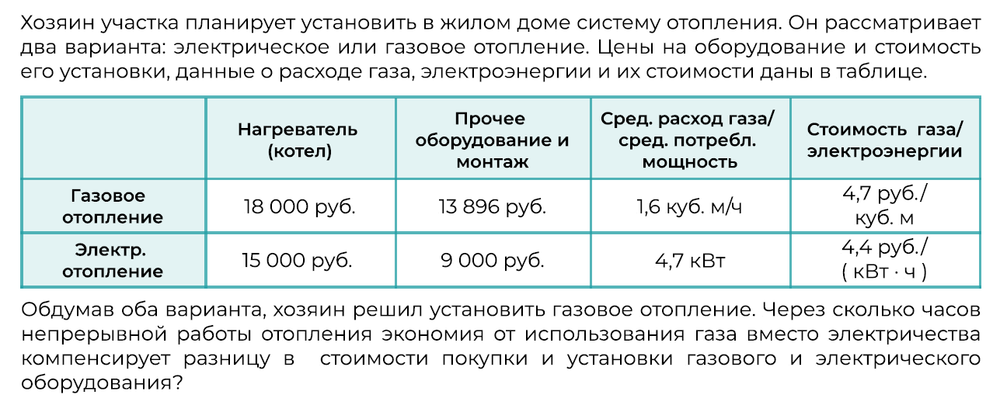 Хозяин участка планирует установить в жилом доме систему отопления. Он рассматривает
два варианта: электрическое или газовое отопление. Цены на оборудование и стоимость
его установки, данные о расходе газа, электроэнергии и их стоимости даны в таблице.
Нагреватель
(котел)
Прочее
оборудование и
монтаж
Сред. расход газа/
сред. потребл.
мощность
Стоимость газа/
электроэнергии
Газовое
отопление
18 000 руб.
13 896 руб.
1,6 куб. м/ч
4,7 руб./
куб. м
Электр.
отопление
15 000 руб.
9 000 руб.
4,7 кВт
4,4 руб./
( кВт · ч )
Обдумав оба варианта, хозяин решил установить газовое отопление. Через сколько часов
непрерывной работы отопления экономия от использования газа вместо электричества
компенсирует разницу в стоимости покупки и установки газового и электрического
оборудования?